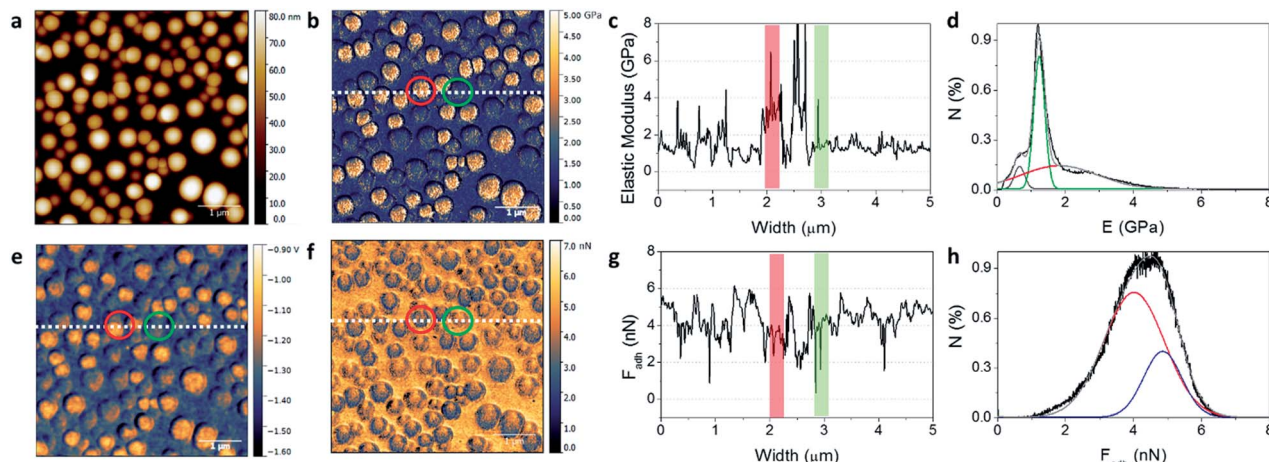 a
80.0 nm
70.0
60.0
50.0
40.0
30.0
20.0
10.0
0.0
1 μm
b
5.00 GPa
4.00
3.50
3.00
2.50
2.00
1.50
1.00
0.50
0.00
1 μm
c
Elastic Modulus (GPa)
8
6
4
2
0
0 1 2 3 4 5
Width (μm)
d
N (%)
0.9
0.6
0.3
0.0
0 2 4 6 8
E (GPa)
e
−0.90 V
−1.00
−1.10
−1.20
−1.30
−1.40
−1.50
−1.60
1 μm
f
7.0 nN
6.0
5.0
4.0
3.0
2.0
1.0
0.0
1 μm
g
Fadh (nN)
8
6
4
2
0
0 1 2 3 4 5
Width (μm)
h
N (%)
0.9
0.6
0.3
0.0
0 2 4 6 8
Fadh (nN)